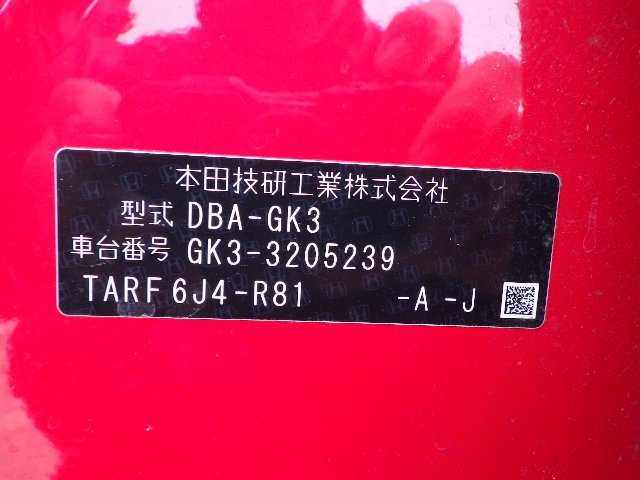 本田技研工業株式会社
型式 DBA-GK3
車台番号 GK3-3205239
TARF6J4-R81 -A -J